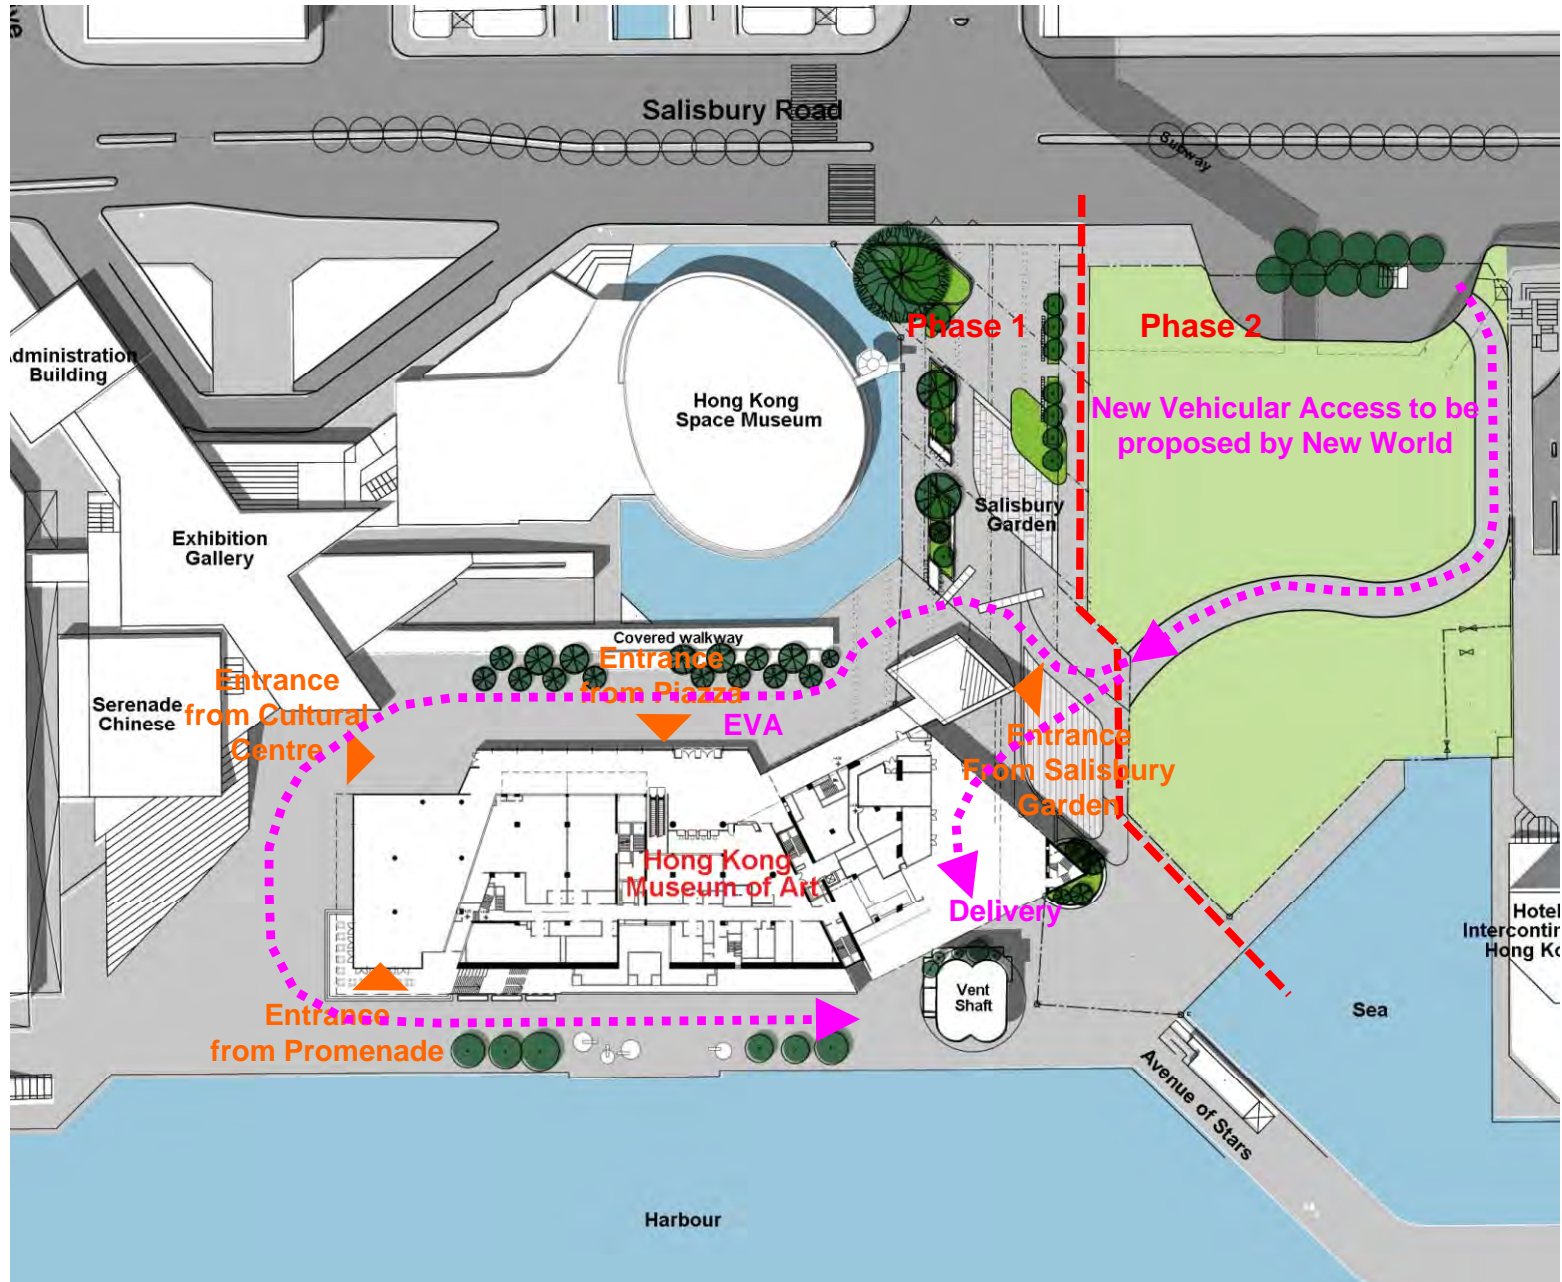 Salisbury Road
Subway
Phase 1
Phase 2
Administration
Building
Hong Kong
Space Museum
New Vehicular Access to be
proposed by New World
Salisbury
Garden
Exhibition
Gallery
Covered walkway
Entrance
from Piazza
EVA
Entrance
from Cultural
Centre
Serenade
Chinese
Entrance
From Salisbury
Garden
Hong Kong
Museum of Art
Delivery
Hotel
Intercontin
Hong Ko
Vent
Shaft
Sea
Entrance
from Promenade
Avenue of Stars
Harbour